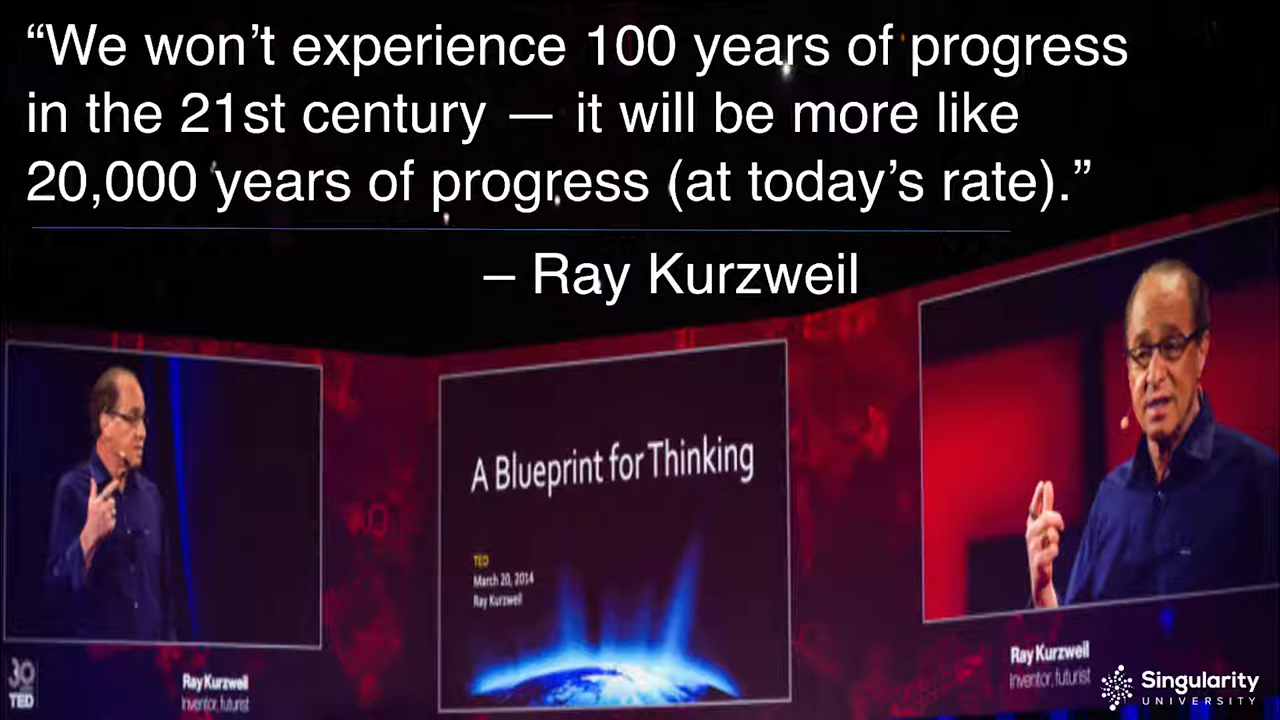 “We won’t experience 100 years of progress
in the 21st century — it will be more like
20,000 years of progress (at today’s rate).”
– Ray Kurzweil
A Blueprint for Thinking
TED
March 20, 2014
Ray Kurzweil
30
TED
Ray Kurzweil
Inventor, futurist
Ray Kurzweil
Inventor, futurist
Singularity
UNIVERSITY